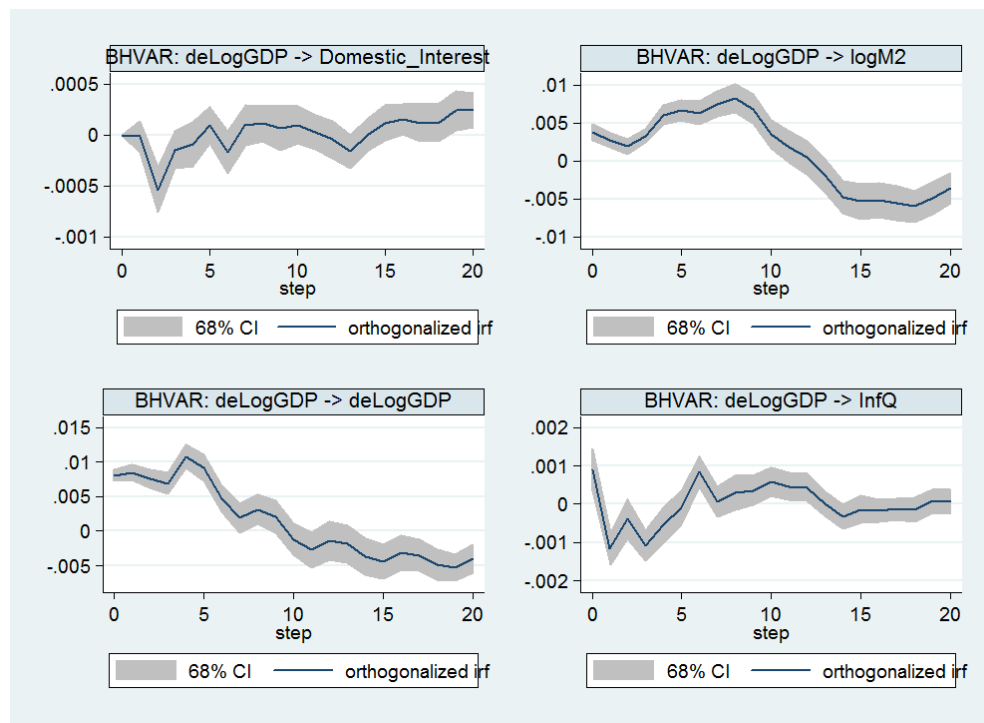 BHVAR: deLogGDP -> Domestic_Interest
.0005
0
-.0005
-.001
0 5 10 15 20
step
68% CI orthogonalized irf
BHVAR: deLogGDP -> logM2
.01
.005
0
-.005
-.01
0 5 10 15 20
step
68% CI orthogonalized irf
BHVAR: deLogGDP -> deLogGDP
.015
.01
.005
0
-.005
0 5 10 15 20
step
68% CI orthogonalized irf
BHVAR: deLogGDP -> InfQ
.002
.001
0
-.001
-.002
0 5 10 15 20
step
68% CI orthogonalized irf